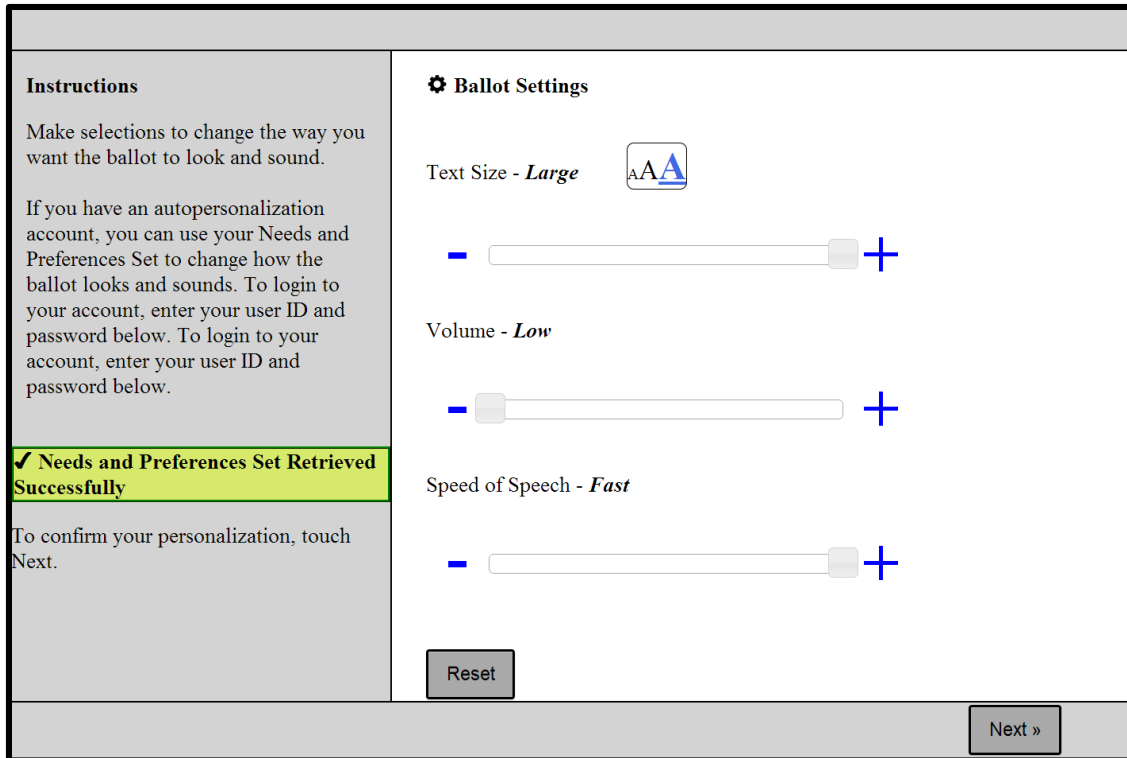 Instructions
Make selections to change the way you
want the ballot to look and sound.
If you have an autopersonalization
account, you can use your Needs and
Preferences Set to change how the
ballot looks and sounds. To login to
your account, enter your user ID and
password below. To login to your
account, enter your user ID and
password below.
✔ Needs and Preferences Set Retrieved
Successfully
To confirm your personalization, touch
Next.
Ballot Settings
Text Size - Large AAA
- +
Volume - Low
- +
Speed of Speech - Fast
- +
Reset
Next »